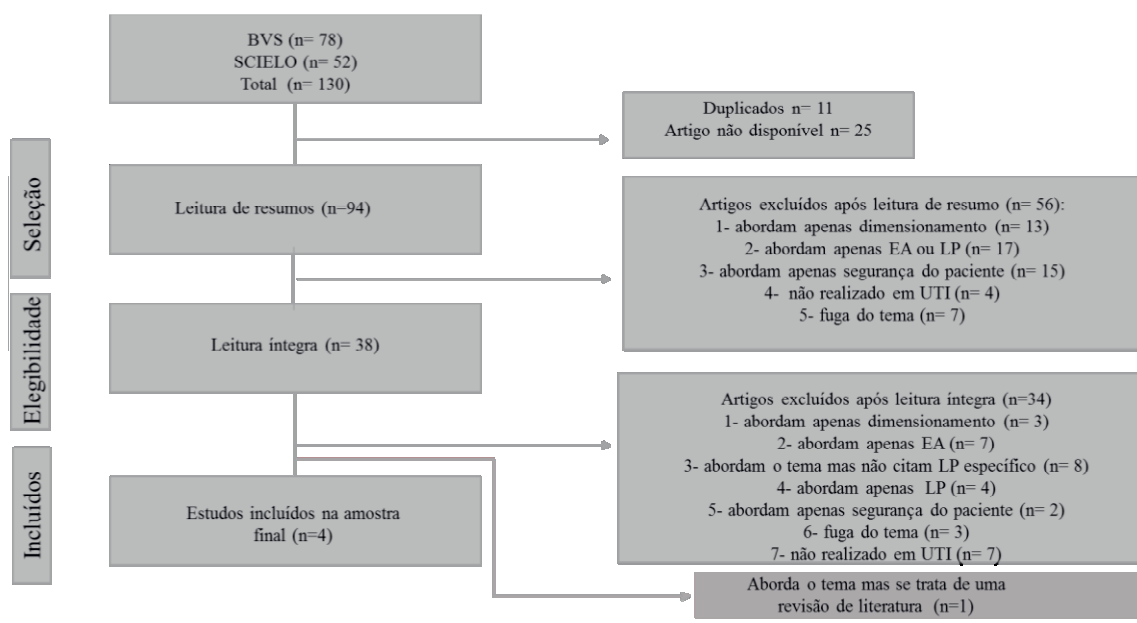 BVS (n= 78)
SCIELO (n= 52)
Total (n= 130)
Duplicados n= 11
Artigo não disponível n= 25
Seleção
Leitura de resumos (n=94)
Artigos excluídos após leitura de resumo (n= 56):
1- abordam apenas dimensionamento (n= 13)
2- abordam apenas EA ou LP (n= 17)
3- abordam apenas segurança do paciente (n= 15)
4- não realizado em UTI (n= 4)
5- fuga do tema (n= 7)
Elegibilidade
Leitura íntegra (n= 38)
Artigos excluídos após leitura íntegra (n=34)
1- abordam apenas dimensionamento (n= 3)
2- abordam apenas EA (n= 7)
3- abordam o tema mas não citam LP específico (n= 8)
4- abordam apenas LP (n= 4)
5- abordam apenas segurança do paciente (n= 2)
6- fuga do tema (n= 3)
7- não realizado em UTI (n= 7)
Incluídos
Estudos incluídos na amostra
final (n=4)
Aborda o tema mas se trata de uma
revisão de literatura (n=1)